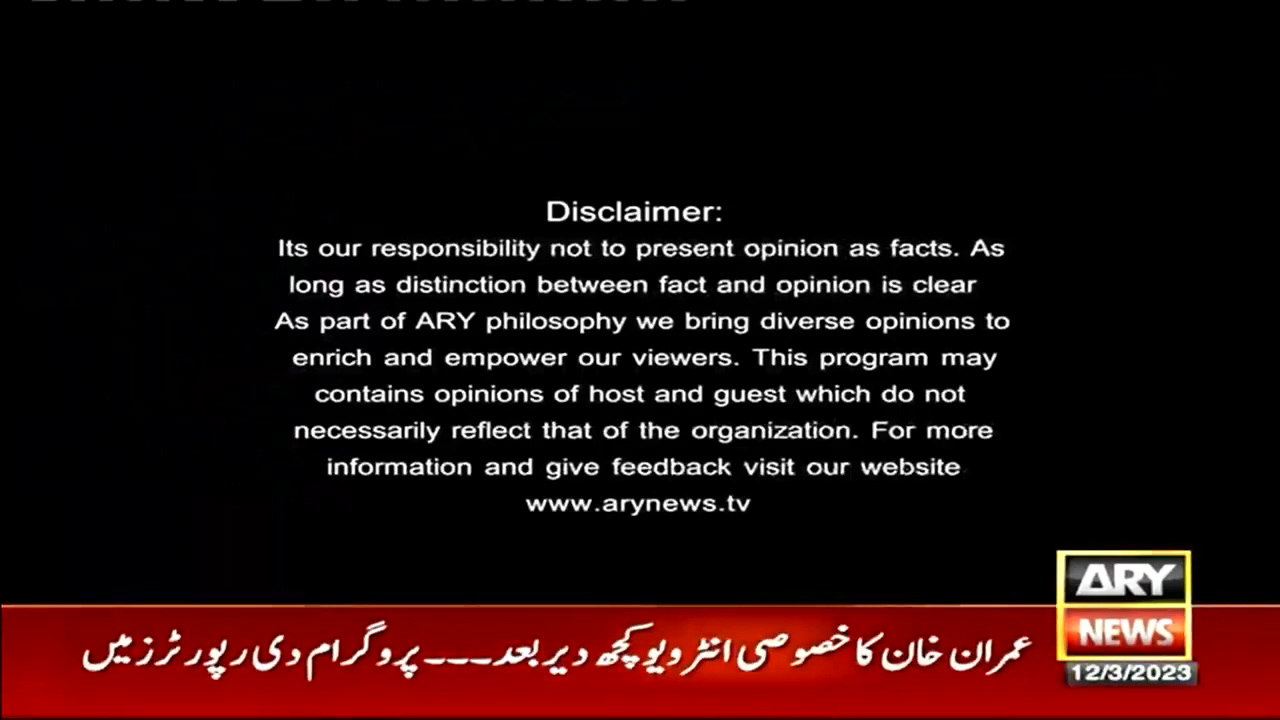 Disclaimer:
Its our responsibility not to present opinion as facts. As
long as distinction between fact and opinion is clear
As part of ARY philosophy we bring diverse opinions to
enrich and empower our viewers. This program may
contains opinions of host and guest which do not
necessarily reflect that of the organization. For more
information and give feedback visit our website
www.arynews.tv
ARY
NEWS
12/3/2023
عمران خان کا خصوصی انٹرویو کچھ دیر بعد۔۔۔ پروگرام دی رپورٹرز میں